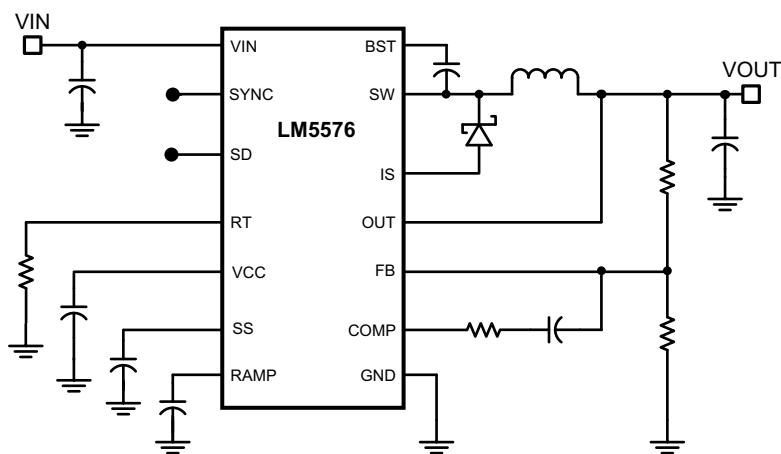 VIN
VOUT
LM5576
VIN
SYNC
SD
RT
VCC
SS
RAMP
BST
SW
IS
OUT
FB
COMP
GND